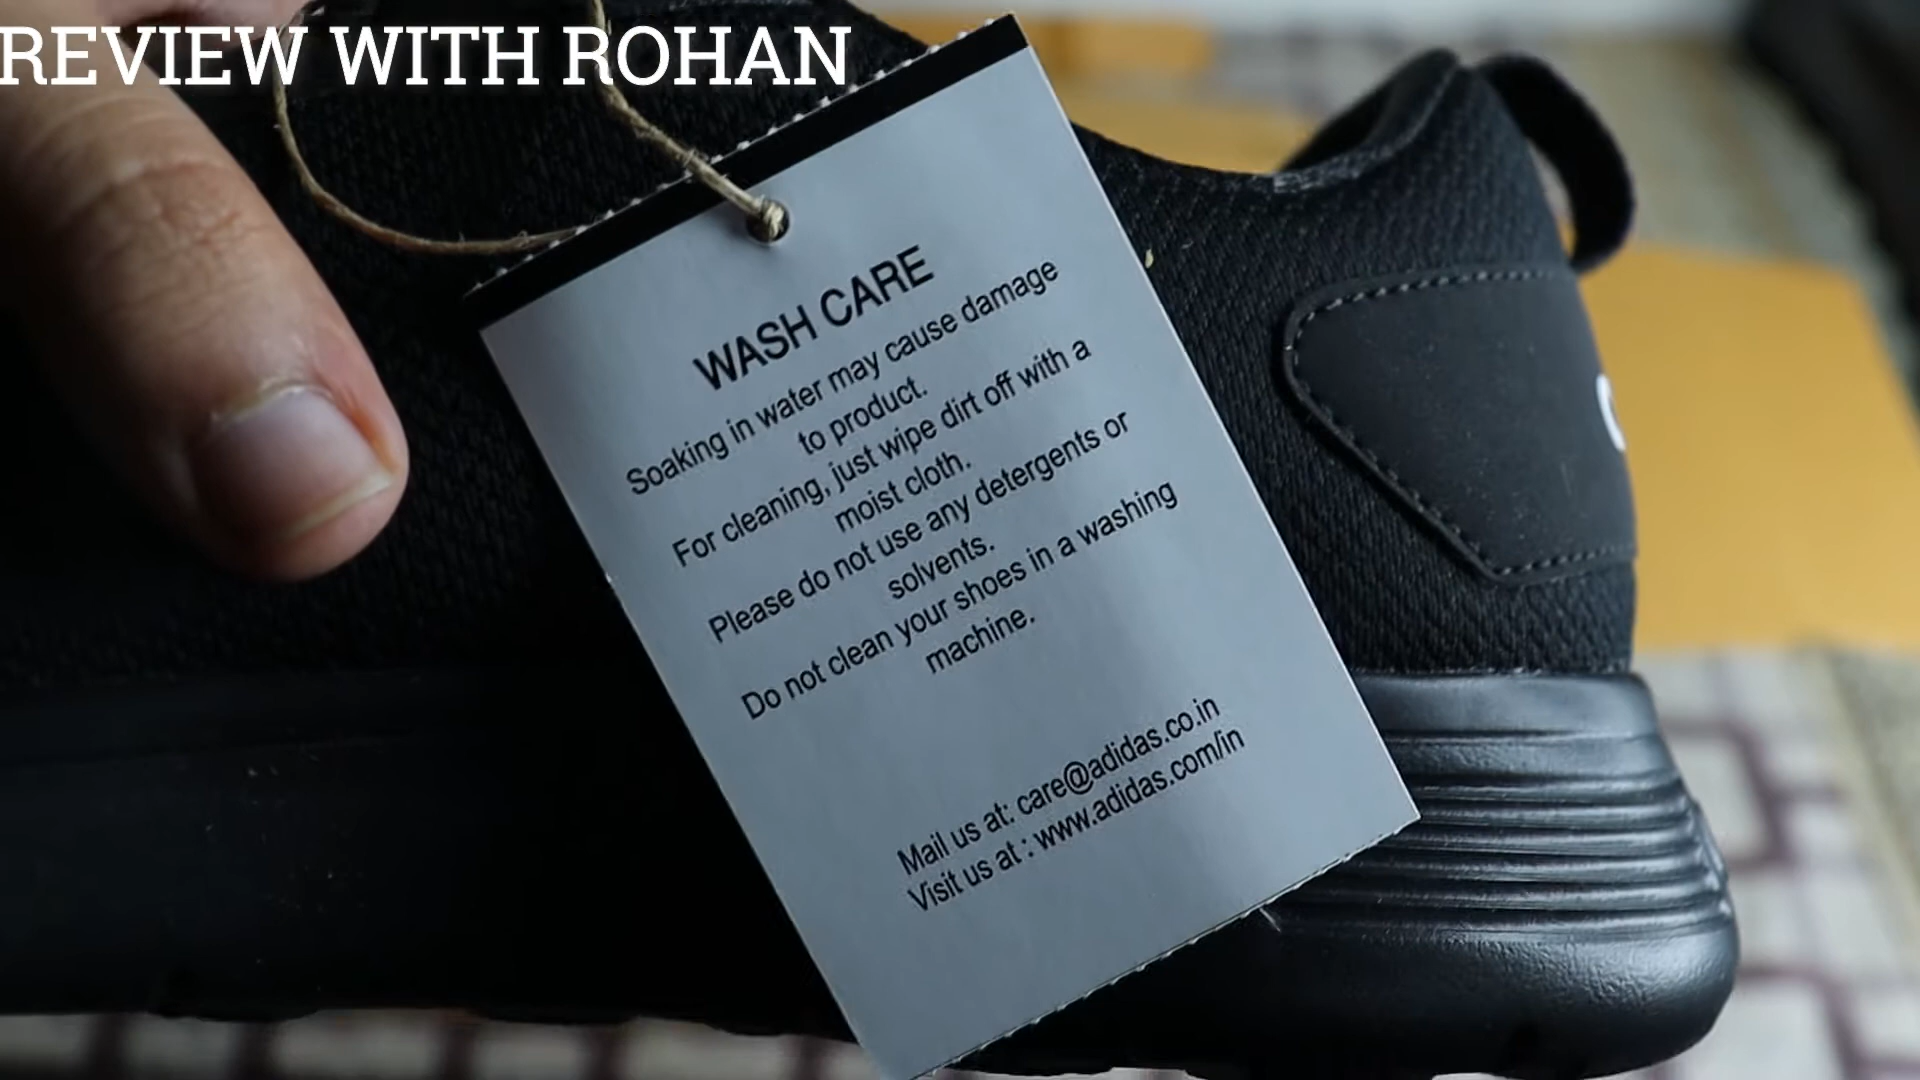 REVIEW WITH ROHAN
WASH CARE
Soaking in water may cause damage
to product.
For cleaning, just wipe dirt off with a
moist cloth.
Please do not use any detergents or
solvents.
Do not clean your shoes in a washing
machine.
Mail us at: care@adidas.co.in
Visit us at : www.adidas.com/in